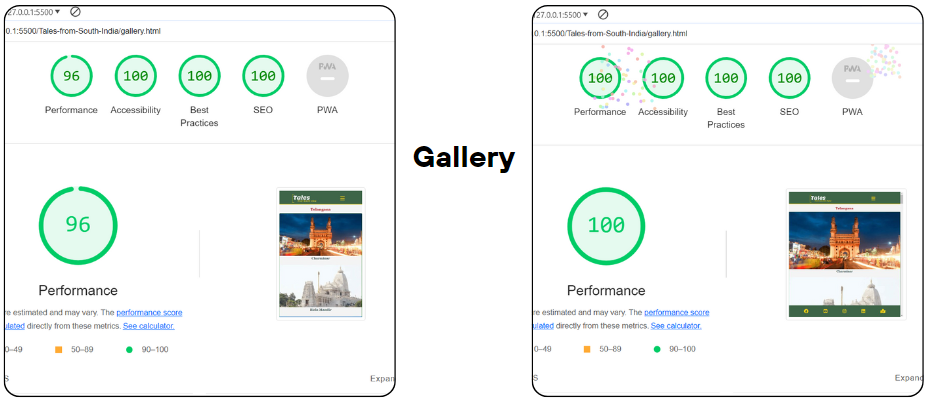 127.0.0.1:5500
0.1:5500/Tales-from-South-India/gallery.html
96 100 100 100 PWA
Performance Accessibility Best Practices SEO PWA
96
Tales
Telangana
Charminar
Birla Mandir
Performance
re estimated and may vary. The performance score
ulated directly from these metrics. See calculator.
0–49 50–89 90–100
S Expan
Gallery
127.0.0.1:5500
0.1:5500/Tales-from-South-India/gallery.html
100 100 100 100 PWA
Performance Accessibility Best Practices SEO PWA
100
Tales
Telangana
Charminar
Performance
re estimated and may vary. The performance score
ulated directly from these metrics. See calculator.
0–49 50–89 90–100
S Expand